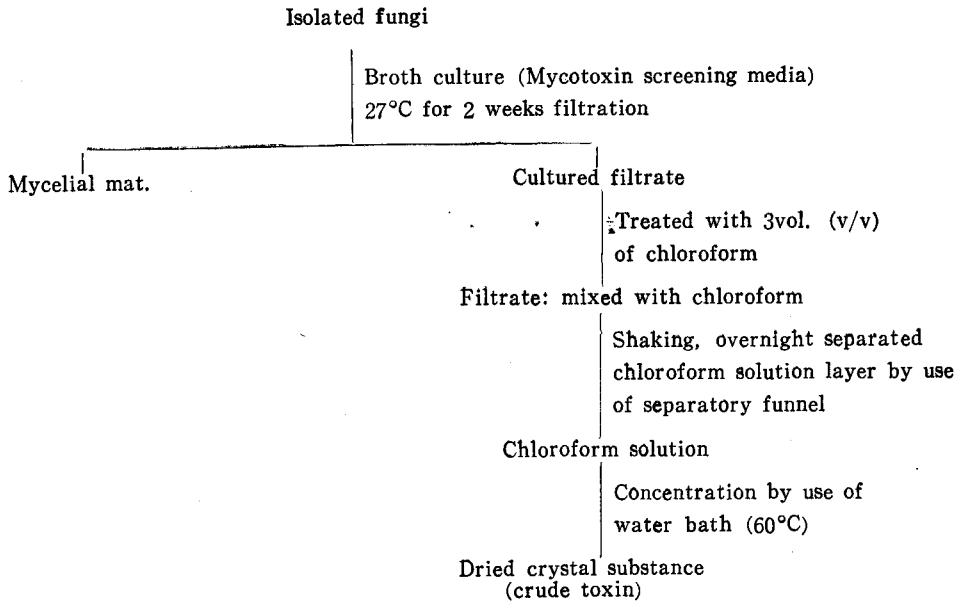 Isolated fungi
Broth culture (Mycotoxin screening media)
27°C for 2 weeks filtration
Mycelial mat.
Cultured filtrate
Treated with 3vol. (v/v)
of chloroform
Filtrate: mixed with chloroform
Shaking, overnight separated
chloroform solution layer by use
of separatory funnel
Chloroform solution
Concentration by use of
water bath (60°C)
Dried crystal substance
(crude toxin)